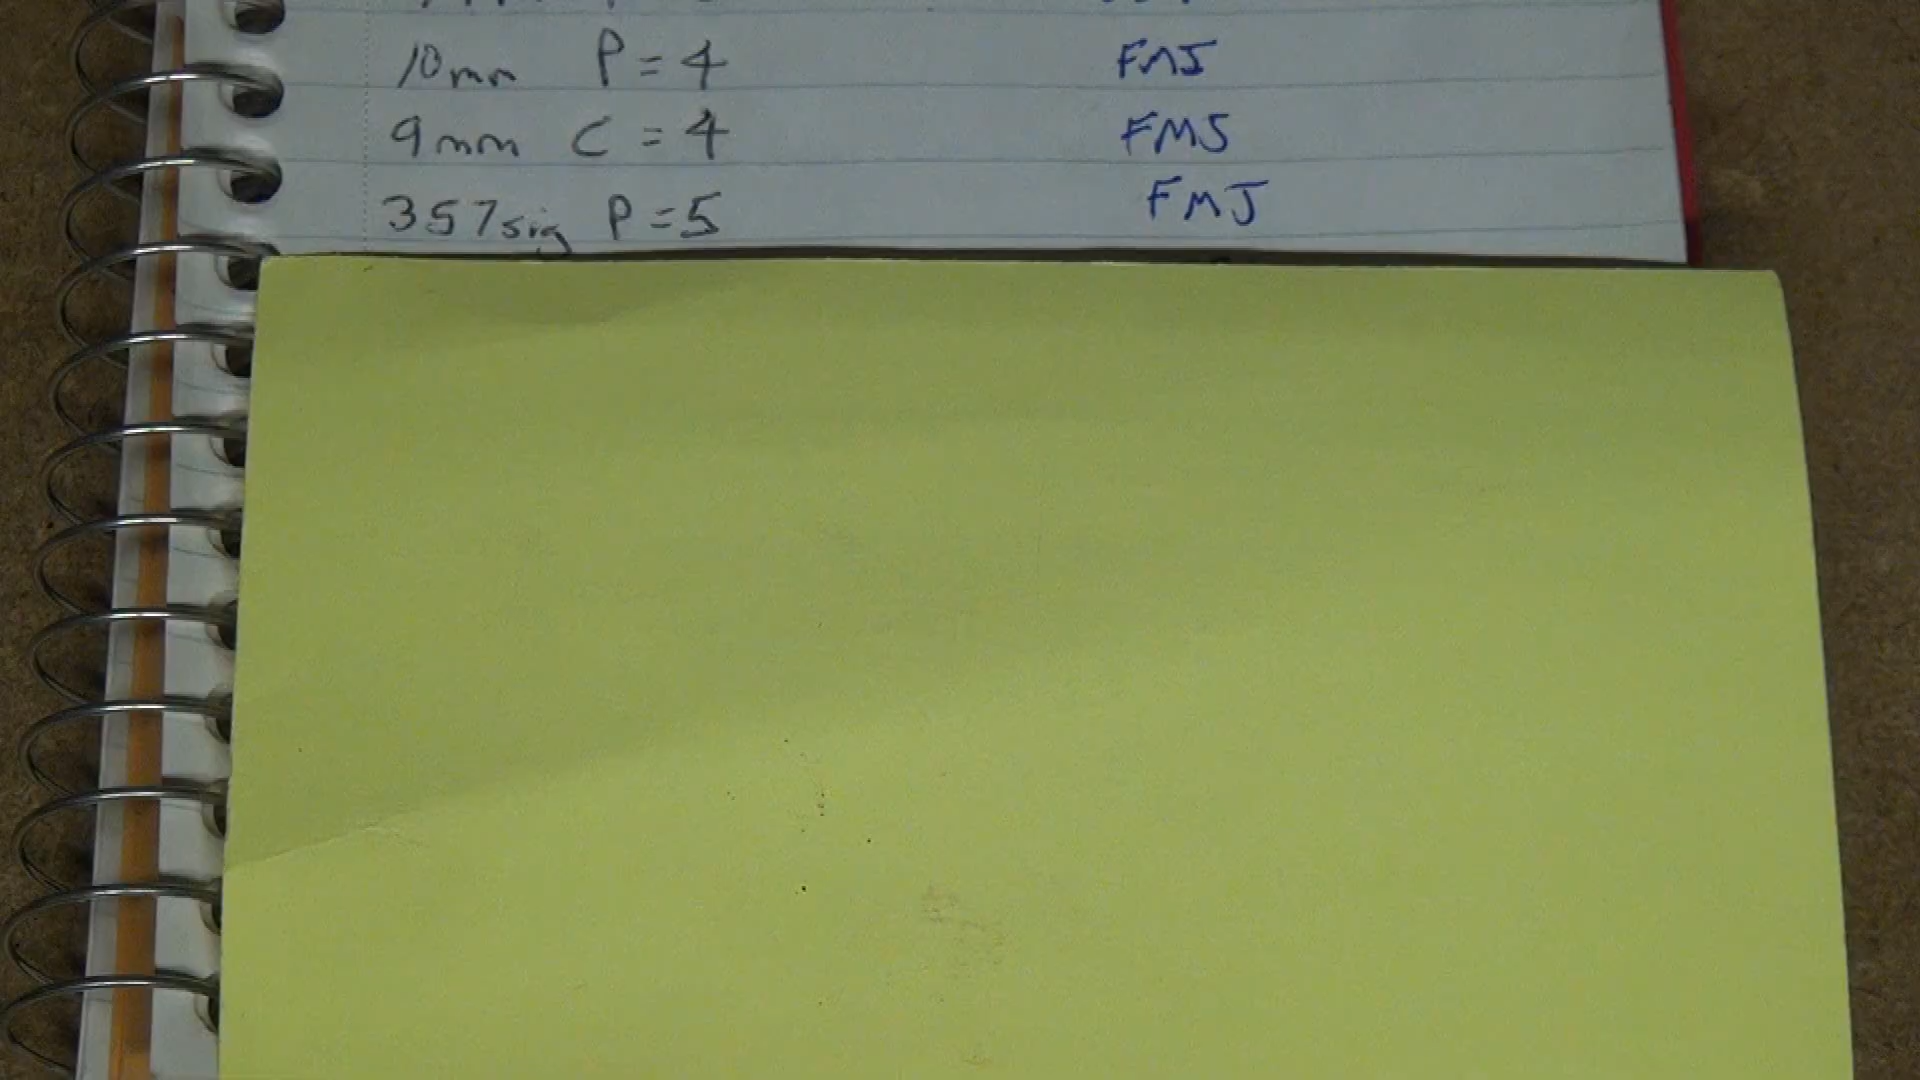 10mm P = 4 FMJ
9mm C = 4 FMJ
357sig P = 5 FMJ